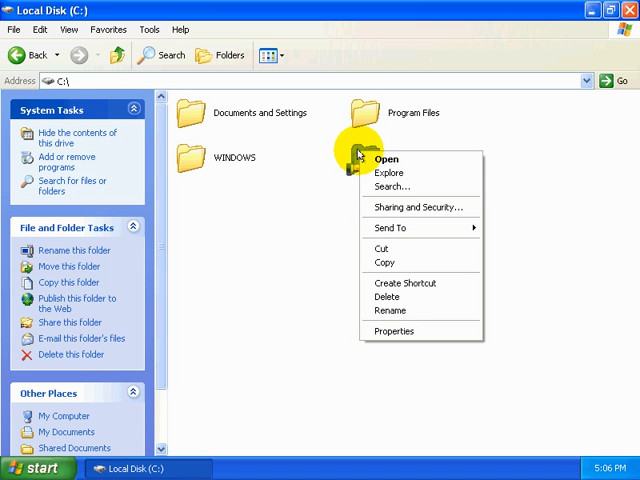 Local Disk (C:)
File Edit View Favorites Tools Help
Back Search Folders
Address C:\ Go
System Tasks
Hide the contents of
this drive
Add or remove
programs
Search for files or
folders
File and Folder Tasks
Rename this folder
Move this folder
Copy this folder
Publish this folder to
the Web
Share this folder
E-mail this folder's files
Delete this folder
Other Places
My Computer
My Documents
Shared Documents
Documents and Settings
Program Files
WINDOWS
Open
Explore
Search...
Sharing and Security...
Send To
Cut
Copy
Create Shortcut
Delete
Rename
Properties
start
Local Disk (C:)
5:06 PM